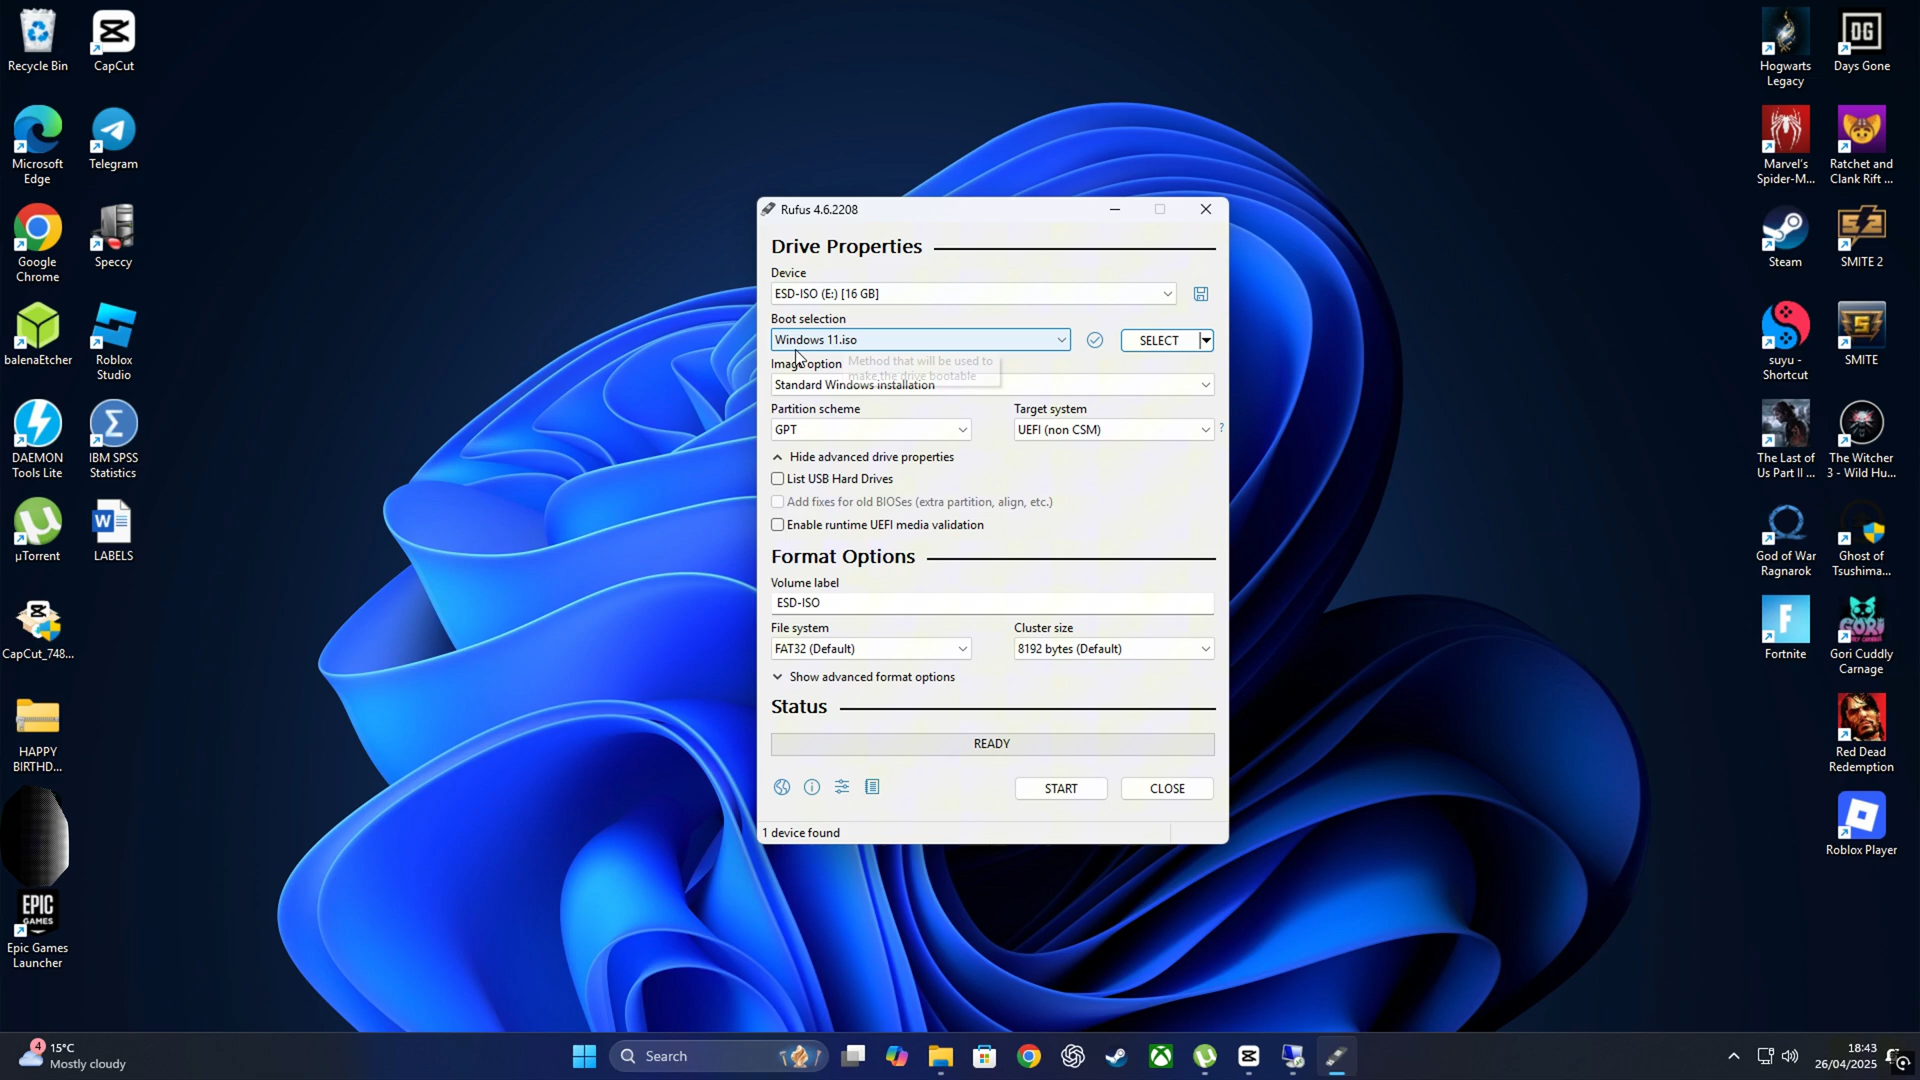 Recycle Bin
CapCut
Microsoft
Edge
Telegram
Google
Chrome
Speccy
balenaEtcher
Roblox
Studio
DAEMON
Tools Lite
IBM SPSS
Statistics
µTorrent
LABELS
CapCut_748...
HAPPY
BIRTHD...
EPIC
GAMES
Epic Games
Launcher
Rufus 4.6.2208
Drive Properties
Device
ESD-ISO (E:) [16 GB]
Boot selection
Windows 11.iso
SELECT
Image option
Method that will be used to
make the drive bootable
Standard Windows installation
Partition scheme
Target system
GPT
UEFI (non CSM)
?
Hide advanced drive properties
List USB Hard Drives
Add fixes for old BIOSes (extra partition, align, etc.)
Enable runtime UEFI media validation
Format Options
Volume label
ESD-ISO
File system
Cluster size
FAT32 (Default)
8192 bytes (Default)
Show advanced format options
Status
READY
START
CLOSE
1 device found
Hogwarts
Legacy
DG
Days Gone
Marvel's
Spider-M...
Ratchet and
Clank Rift ...
Steam
SMITE 2
suyu -
Shortcut
SMITE
The Last of
Us Part II ...
The Witcher
3 - Wild Hu...
God of War
Ragnarok
Ghost of
Tsushima...
Fortnite
GORI
Gori Cuddly
Carnage
Red Dead
Redemption
Roblox Player
4
15°C
Mostly cloudy
Search
18:43
26/04/2025